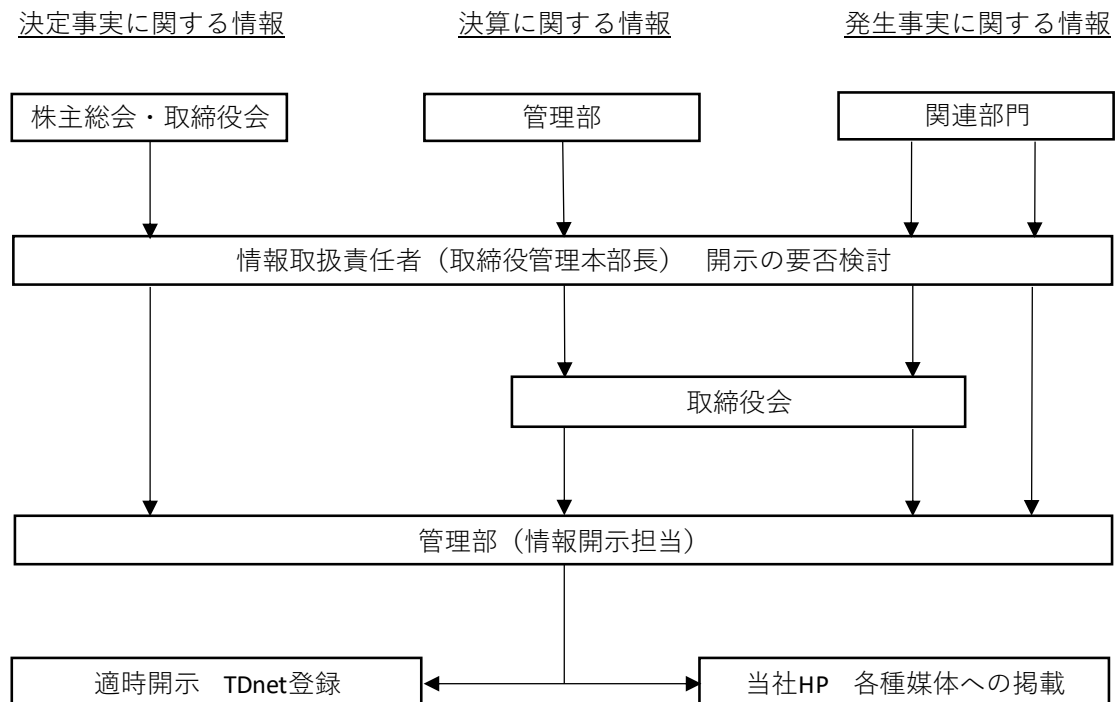 決定事実に関する情報
決算に関する情報
発生事実に関する情報
株主総会・取締役会
管理部
関連部門
情報取扱責任者（取締役管理本部長）　開示の要否検討
取締役会
管理部（情報開示担当）
適時開示　TDnet登録
当社HP　各種媒体への掲載